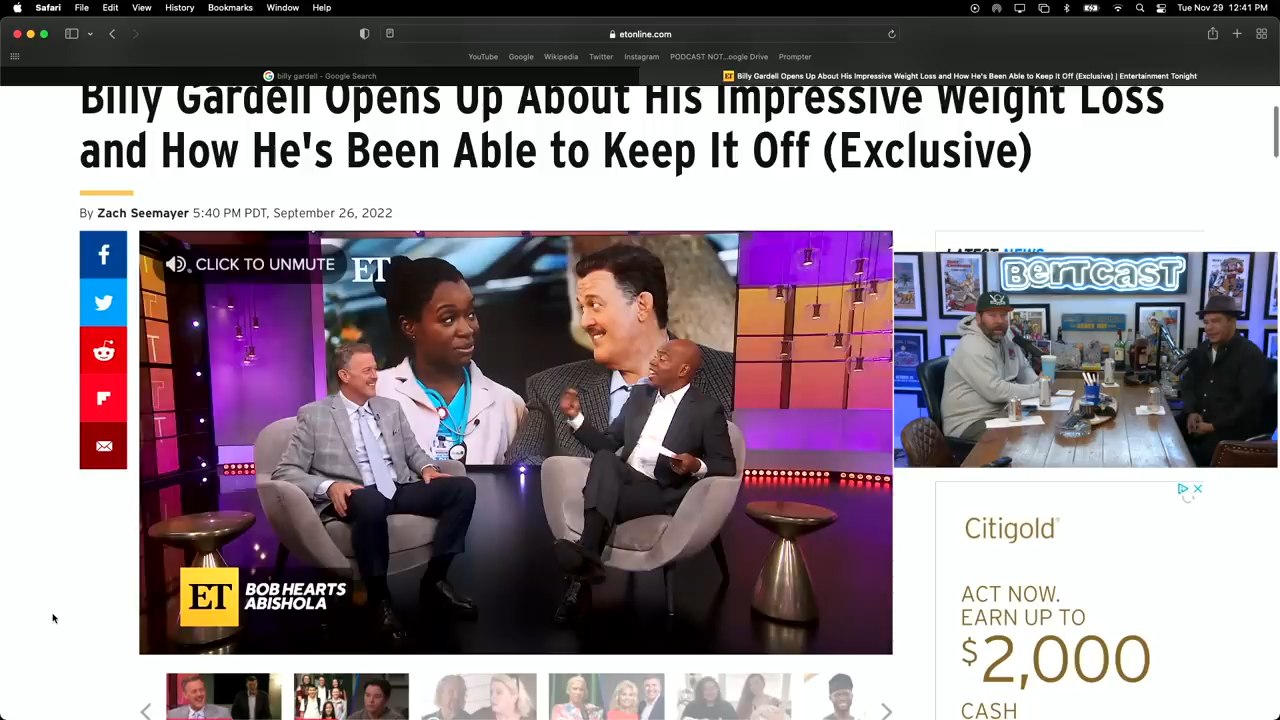 Safari File Edit View History Bookmarks Window Help Tue Nov 29 12:41 PM
etonline.com
YouTube Google Wikipedia Twitter Instagram PODCAST NOT...oogle Drive Prompter
billy gardell - Google Search
Billy Gardell Opens Up About His Impressive Weight Loss and How He's Been Able to Keep It Off (Exclusive) | Entertainment Tonight
Billy Gardell Opens Up About His Impressive Weight Loss
and How He's Been Able to Keep It Off (Exclusive)
By Zach Seemayer 5:40 PM PDT, September 26, 2022
CLICK TO UNMUTE
ET
LATEST NEWS
BERTCAST
ET BOB HEARTS
ABISHOLA
Citigold
ACT NOW.
EARN UP TO
$2,000
CASH